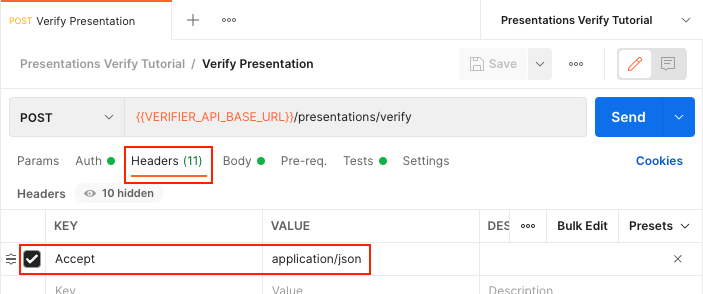 POST Verify Presentation
Presentations Verify Tutorial
Presentations Verify Tutorial / Verify Presentation
Save
POST
{{VERIFIER_API_BASE_URL}}/presentations/verify
Send
Params Auth Headers (11) Body Pre-req. Tests Settings Cookies
Headers 10 hidden
KEY VALUE DES Bulk Edit Presets
Accept application/json
Key Value Description